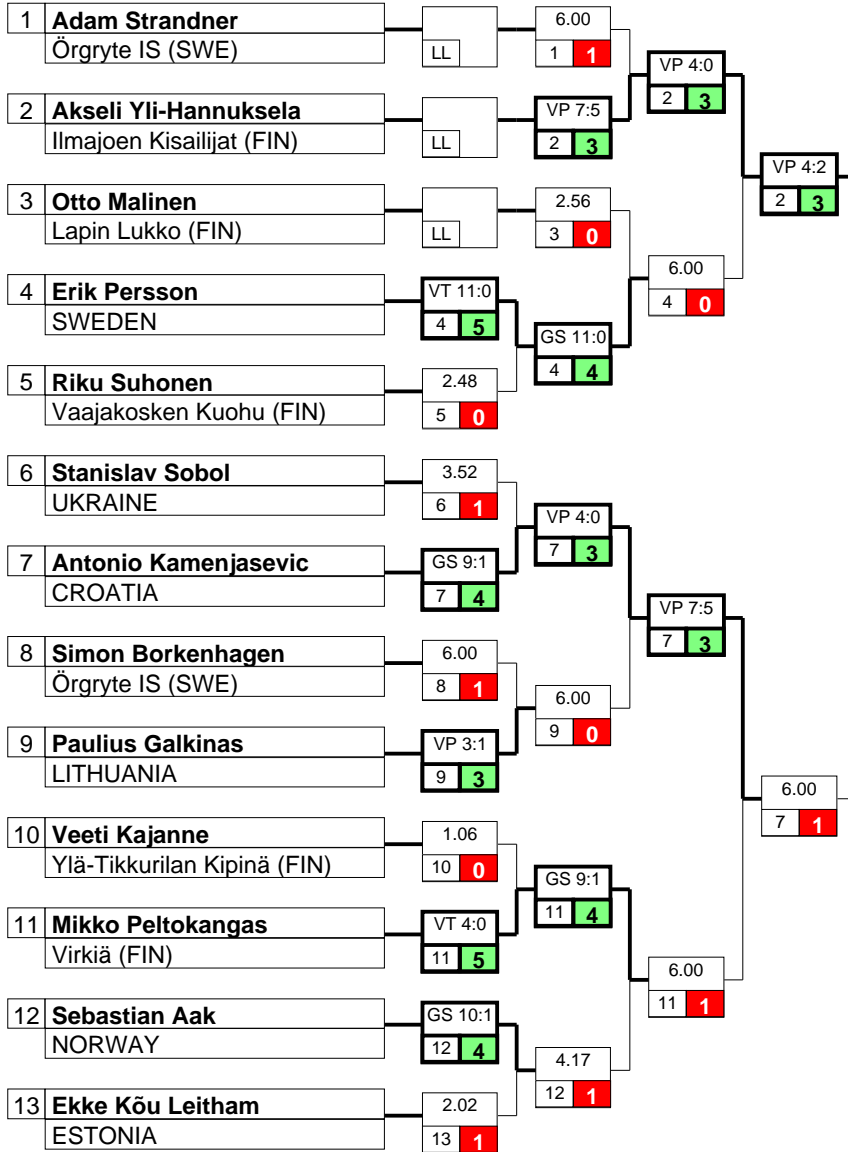 1 Adam Strandner
Örgryte IS (SWE)
LL
6.00
1 1
VP 4:0
2 3
2 Akseli Yli-Hannuksela
Ilmajoen Kisailijat (FIN)
LL
VP 7:5
2 3
VP 4:2
2 3
3 Otto Malinen
Lapin Lukko (FIN)
LL
2.56
3 0
6.00
4 0
4 Erik Persson
SWEDEN
VT 11:0
4 5
GS 11:0
4 4
5 Riku Suhonen
Vaajakosken Kuohu (FIN)
2.48
5 0
6 Stanislav Sobol
UKRAINE
3.52
6 1
VP 4:0
7 3
7 Antonio Kamenjasevic
CROATIA
GS 9:1
7 4
VP 7:5
7 3
8 Simon Borkenhagen
Örgryte IS (SWE)
6.00
8 1
6.00
9 0
9 Paulius Galkinas
LITHUANIA
VP 3:1
9 3
6.00
7 1
10 Veeti Kajanne
Ylä-Tikkurilan Kipinä (FIN)
1.06
10 0
GS 9:1
11 4
11 Mikko Peltokangas
Virkiä (FIN)
VT 4:0
11 5
6.00
11 1
12 Sebastian Aak
NORWAY
GS 10:1
12 4
4.17
12 1
13 Ekke Kõu Leitham
ESTONIA
2.02
13 1